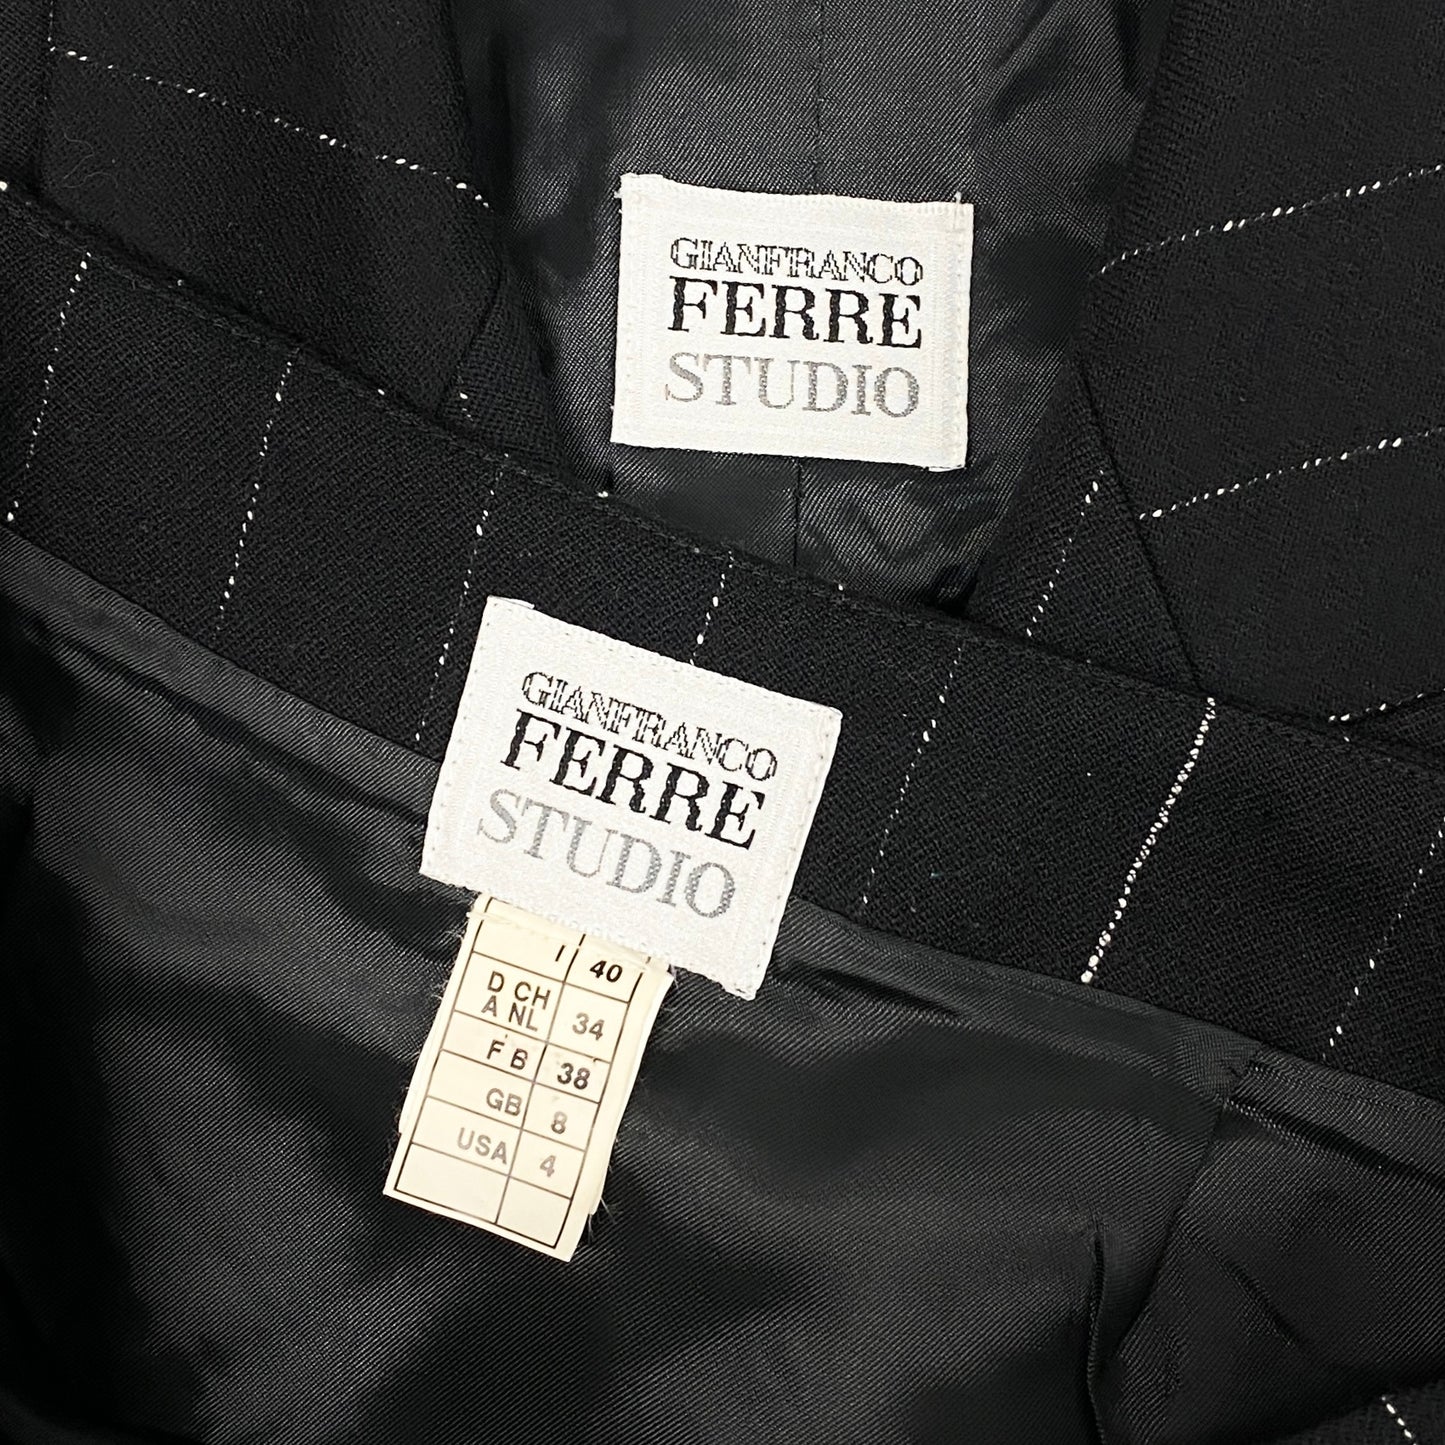 GIANFRANCO
FERRE
STUDIO
GIANFRANCO
FERRE
STUDIO
I 40
D CH
A NL 34
F B 38
GB 8
USA 4